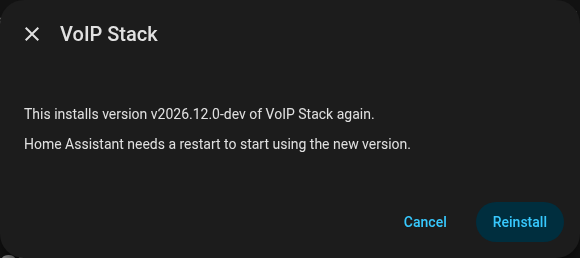 VoIP Stack
This installs version v2026.12.0-dev of VoIP Stack again.
Home Assistant needs a restart to start using the new version.
Cancel Reinstall